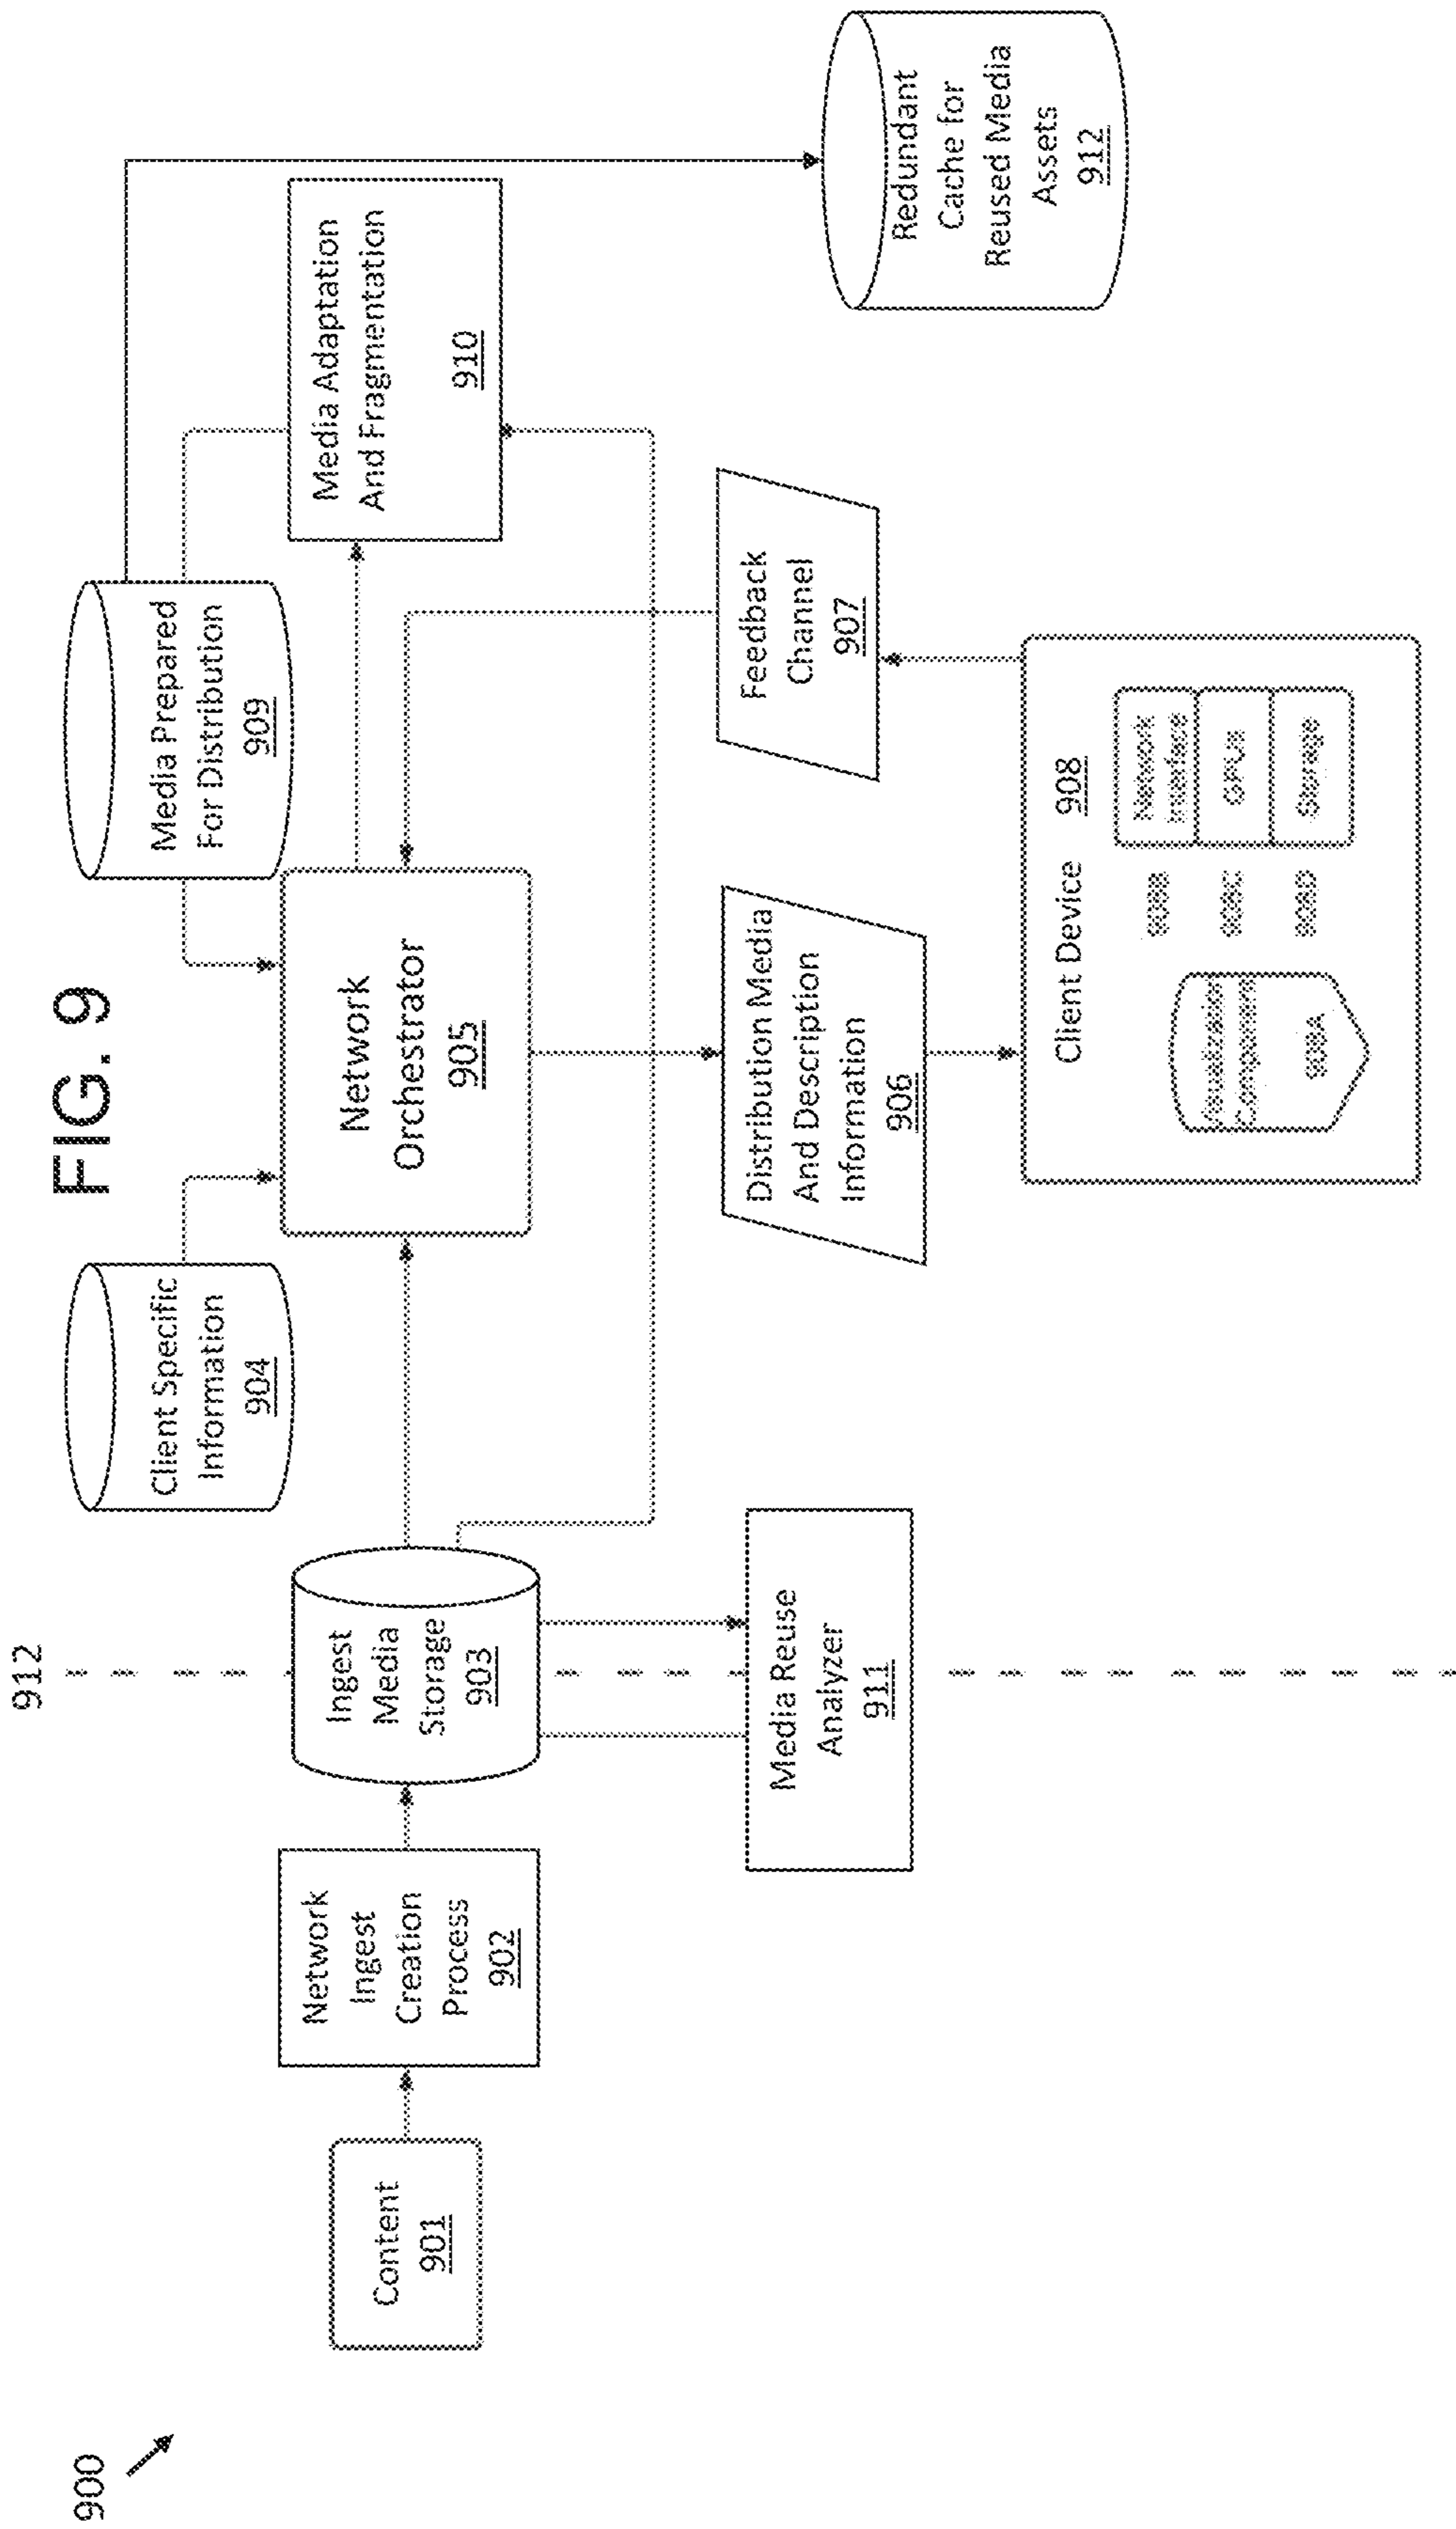 FIG. 9
900
912
Content
901
Network
Ingest
Creation
Process
902
Ingest
Media
Storage
903
Media Reuse
Analyzer
911
Client Specific
Information
904
Network
Orchestrator
905
Distribution Media
And Description
Information
906
Client Device
908
908A
908B
Network
Interface
908C
GPUs
908D
Storage
Feedback
Channel
907
Media Prepared
For Distribution
909
Media Adaptation
And Fragmentation
910
Redundant
Cache for
Reused Media
Assets
912